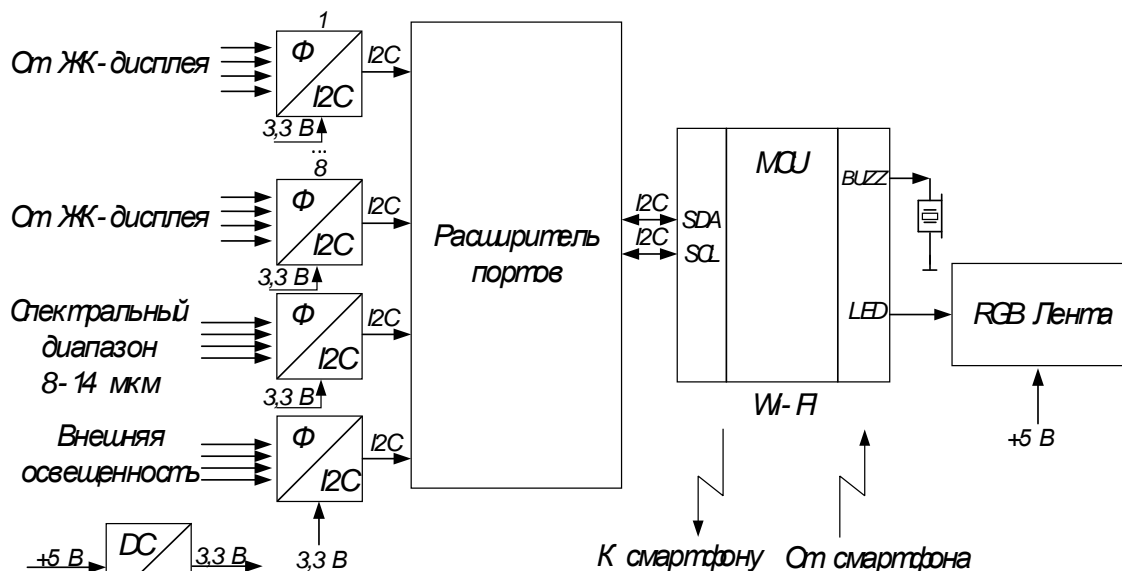 1
От ЖК-дисплея
Ф
I2C
I2C
3,3 В
...
8
От ЖК-дисплея
Ф
I2C
I2C
3,3 В
Спектральный
диапазон
8-14 мкм
Ф
I2C
I2C
3,3 В
Внешняя
освещенность
Ф
I2C
I2C
3,3 В
+5 В
DC
3,3 В
Расширитель
портов
I2C
I2C
SDA
SCL
MCU
BUZZ
LED
Wi-Fi
RGB Лента
+5 В
К смартфону
От смартфона